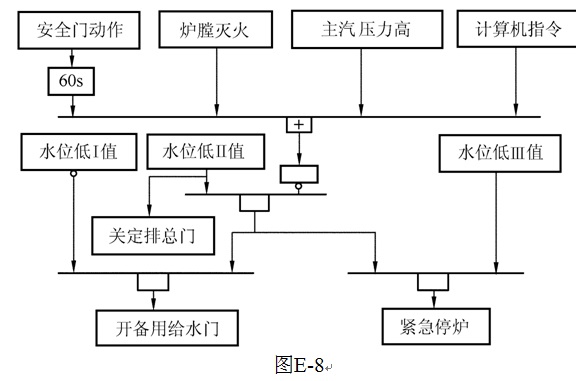 安全门动作 炉膛灭火 主汽压力高 计算机指令
60s
+
水位低Ⅰ值 水位低Ⅱ值 水位低Ⅲ值
关定排总门
开备用给水门 紧急停炉
图E-8